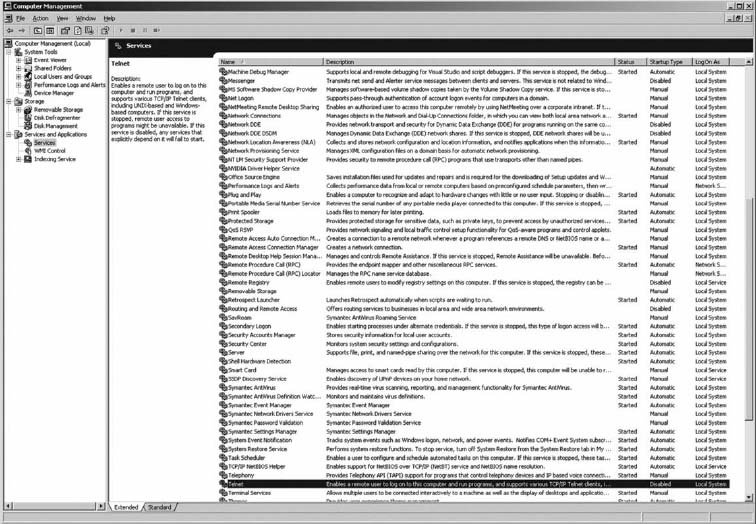 Computer Management
File Action View Window Help
Computer Management (Local)
System Tools
Event Viewer
Shared Folders
Local Users and Groups
Performance Logs and Alerts
Device Manager
Storage
Removable Storage
Disk Defragmenter
Disk Management
Services and Applications
Services
WMI Control
Indexing Service
Services
Telnet
Description:
Enables a remote user to log on to this
computer and run programs, and
supports various TCP/IP Telnet clients,
including UNIX-based and Windows-
based computers. If this service is
stopped, remote user access to
programs might be unavailable. If this
service is disabled, any services that
explicitly depend on it will fail to start.
Name Description Status Startup Type Log On As
Machine Debug Manager Supports local and remote debugging for Visual Studio and script debuggers. If this service is stopped, the debug... Started Automatic Local System
Messenger Transmits net send and Alerter service messages between clients and servers. This service is not related to Wind... Disabled Local System
MS Software Shadow Copy Provider Manages software-based volume shadow copies taken by the Volume Shadow Copy service. If this service is sto... Manual Local System
Net Logon Supports pass-through authentication of account logon events for computers in a domain. Manual Local System
NetMeeting Remote Desktop Sharing Enables an authorized user to access this computer remotely by using NetMeeting over a corporate intranet. If t... Manual Local System
Network Connections Manages objects in the Network and Dial-Up Connections folder, in which you can view both local area network a... Started Manual Local System
Network DDE Provides network transport and security for Dynamic Data Exchange (DDE) for programs running on the same co... Disabled Local System
Network DDE DSDM Manages Dynamic Data Exchange (DDE) network shares. If this service is stopped, DDE network shares will be u... Disabled Local System
Network Location Awareness (NLA) Collects and stores network configuration and location information, and notifies applications when this informatio... Started Manual Local System
Network Provisioning Service Manages XML configuration files on a domain basis for automatic network provisioning. Manual Local System
NT LM Security Support Provider Provides security to remote procedure call (RPC) programs that use transports other than named pipes. Manual Local System
NVIDIA Driver Helper Service Automatic Local System
Office Source Engine Saves installation files used for updates and repairs and is required for the downloading of Setup updates and W... Manual Local System
Performance Logs and Alerts Collects performance data from local or remote computers based on preconfigured schedule parameters, then wr... Manual Network S...
Plug and Play Enables a computer to recognize and adapt to hardware changes with little or no user input. Stopping or disablin... Started Automatic Local System
Portable Media Serial Number Service Retrieves the serial number of any portable media player connected to this computer. If this service is stopped, ... Manual Local System
Print Spooler Loads files to memory for later printing. Started Automatic Local System
Protected Storage Provides protected storage for sensitive data, such as private keys, to prevent access by unauthorized services... Started Automatic Local System
QoS RSVP Provides network signaling and local traffic control setup functionality for QoS-aware programs and control applets. Manual Local System
Remote Access Auto Connection M... Creates a connection to a remote network whenever a program references a remote DNS or NetBIOS name or a... Manual Local System
Remote Access Connection Manager Creates a network connection. Started Manual Local System
Remote Desktop Help Session Mana... Manages and controls Remote Assistance. If this service is stopped, Remote Assistance will be unavailable. Befo... Manual Local System
Remote Procedure Call (RPC) Provides the endpoint mapper and other miscellaneous RPC services. Started Automatic Network S...
Remote Procedure Call (RPC) Locator Manages the RPC name service database. Manual Network S...
Remote Registry Enables remote users to modify registry settings on this computer. If this service is stopped, the registry can be ... Disabled Local Service
Removable Storage Manual Local System
Retrospect Launcher Launches Retrospect automatically when scripts are waiting to run. Started Automatic Local System
Routing and Remote Access Offers routing services to businesses in local area and wide area network environments. Disabled Local System
SavRoam Symantec AntiVirus Roaming Service Manual Local System
Secondary Logon Enables starting processes under alternate credentials. If this service is stopped, this type of logon access will b... Started Automatic Local System
Security Accounts Manager Stores security information for local user accounts. Started Automatic Local System
Security Center Monitors system security settings and configurations. Started Automatic Local System
Server Supports file, print, and named-pipe sharing over the network for this computer. If this service is stopped, these... Started Automatic Local System
Shell Hardware Detection Started Automatic Local System
Smart Card Manages access to smart cards read by this computer. If this service is stopped, this computer will be unable to r... Manual Local Service
SSDP Discovery Service Enables discovery of UPnP devices on your home network. Started Manual Local Service
Symantec AntiVirus Provides real-time virus scanning, reporting, and management functionality for Symantec AntiVirus. Started Automatic Local System
Symantec AntiVirus Definition Watc... Monitors and maintains virus definitions. Started Automatic Local System
Symantec Event Manager Symantec Event Manager Started Automatic Local System
Symantec Network Drivers Service Symantec Network Drivers Service Manual Local System
Symantec Password Validation Symantec Password Validation Service Manual Local System
Symantec Settings Manager Symantec Settings Manager Started Automatic Local System
System Event Notification Tracks system events such as Windows logon, network, and power events. Notifies COM+ Event System subscr... Started Automatic Local System
System Restore Service Performs system restore functions. To stop service, turn off System Restore from the System Restore tab in My ... Started Automatic Local System
Task Scheduler Enables a user to configure and schedule automated tasks on this computer. If this service is stopped, these tas... Started Automatic Local System
TCP/IP NetBIOS Helper Enables support for NetBIOS over TCP/IP (NetBT) service and NetBIOS name resolution. Started Automatic Local Service
Telephony Provides Telephony API (TAPI) support for programs that control telephony devices and IP based voice connecti... Started Manual Local System
Telnet Enables a remote user to log on to this computer and run programs, and supports various TCP/IP Telnet clients, i... Disabled Local System
Terminal Services Allows multiple users to be connected interactively to a machine as well as the display of desktops and applicatio... Started Manual Local System
Extended Standard